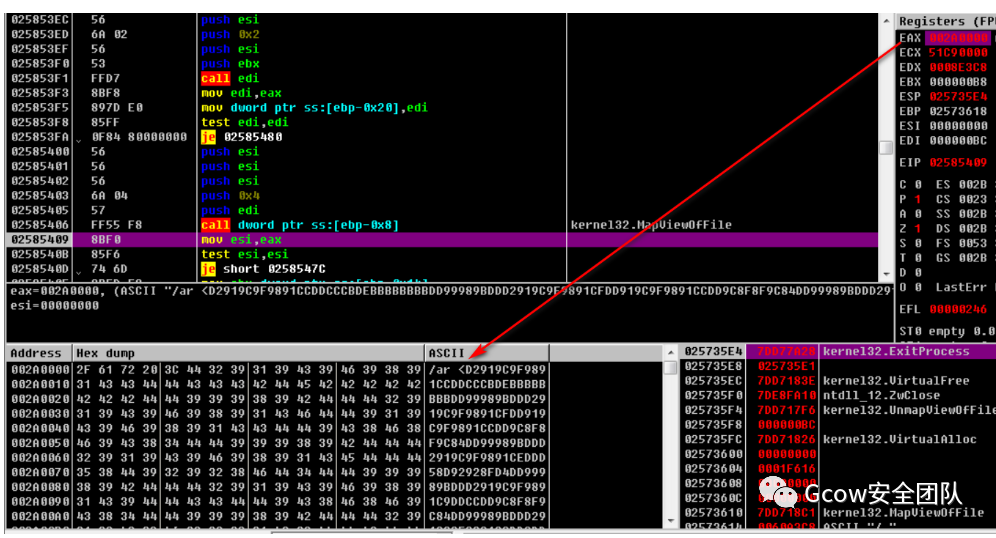 025853EC 56 push esi
025853ED 6A 02 push 0x2
025853EF 56 push esi
025853F0 53 push ebx
025853F1 FFD7 call edi
025853F3 8BF8 mov edi,eax
025853F5 897D E0 mov dword ptr ss:[ebp-0x20],edi
025853F8 85FF test edi,edi
025853FA 0F84 80000000 je 02585480
02585400 56 push esi
02585401 56 push esi
02585402 56 push esi
02585403 6A 04 push 0x4
02585405 57 push edi
02585406 FF55 F8 call dword ptr ss:[ebp-0x8] kernel32.MapViewOfFile
02585409 8BF0 mov esi,eax
0258540B 85F6 test esi,esi
0258540D 74 6D je short 0258547C
eax=002A0000, (ASCII "/ar <D2919C9F9891CCDDCCCBDEBBBBBBBBBDD99989BDDD2919C9F9891CFDD919C9F9891CCDD9C8F8F9C84DD99989BDDD29
esi=00000000
Registers (FP
EAX 002A0000
ECX 51C90000
EDX 0008E3C8
EBX 000000B8
ESP 025735E4
EBP 02573618
ESI 00000000
EDI 000000BC
EIP 02585409
C 0 ES 002B
P 1 CS 0023
A 0 SS 002B
Z 1 DS 002B
S 0 FS 0053
T 0 GS 002B
D 0
O 0 LastErr
EFL 00000246
ST0 empty 0.0
Address Hex dump ASCII
002A0000 2F 61 72 20 3C 44 32 39 31 39 43 39 46 39 38 39 /ar <D2919C9F989
002A0010 31 43 43 44 44 43 43 43 42 44 45 42 42 42 42 42 1CCDDCCCBDEBBBBB
002A0020 42 42 42 44 44 39 39 39 38 39 42 44 44 44 32 39 BBBDD99989BDDD29
002A0030 31 39 43 39 46 39 38 39 31 43 46 44 44 39 31 39 19C9F9891CFDD919
002A0040 43 39 46 39 38 39 31 43 43 44 44 39 43 38 46 38 C9F9891CCDD9C8F8
002A0050 46 39 43 38 34 44 44 39 39 39 38 39 42 44 44 44 F9C84DD99989BDDD
002A0060 32 39 31 39 43 39 46 39 38 39 31 43 45 44 44 44 2919C9F9891CEDDD
002A0070 35 38 44 39 32 39 32 38 46 44 34 44 44 39 39 39 58D92928FD4DD999
002A0080 38 39 42 44 44 44 32 39 31 39 43 39 46 39 38 39 89BDDD2919C9F989
002A0090 31 43 39 44 44 43 43 44 44 39 43 38 46 38 46 39 1C9DDCCDD9C8F8F9
002A00A0 43 38 34 44 44 39 39 39 38 39 42 44 44 44 32 39 C84DD99989BDDD29
025735E4 7DD77A20 kernel32.ExitProcess
025735E8 025735E1
025735EC 7DD7183E kernel32.VirtualFree
025735F0 7DE8FA10 ntdll_12.ZwClose
025735F4 7DD717F6 kernel32.UnmapViewOfFile
025735F8 000000BC
025735FC 7DD71826 kernel32.VirtualAlloc
02573600 00000000
02573604 0001F616
02573608
0257360C
02573610 7DD718C1 kernel32.MapViewOfFile
Gcow安全团队